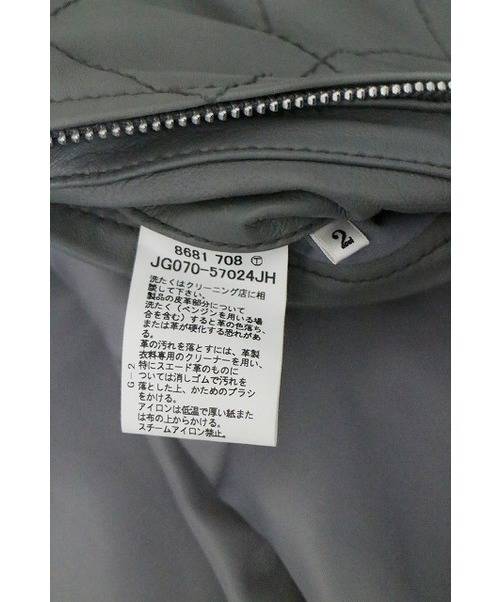 8681 708 Ⓣ
JG070-57024JH
洗たくはクリーニング店に相
談して下さい。
製品の皮革部分について
洗たく（ベンジンを用いる場
合を含む）すると革の色落ち、
または革が硬化する恐れがあ
る。
革の汚れを落とすには、革製
衣料専用のクリーナーを用い、
特にスエード革のものに
ついては消しゴムで汚れを
落とした上、かためのブラシ
をかける。
アイロンは低温で厚い紙また
は布の上からかける。
スチームアイロン禁止。
G-2
2